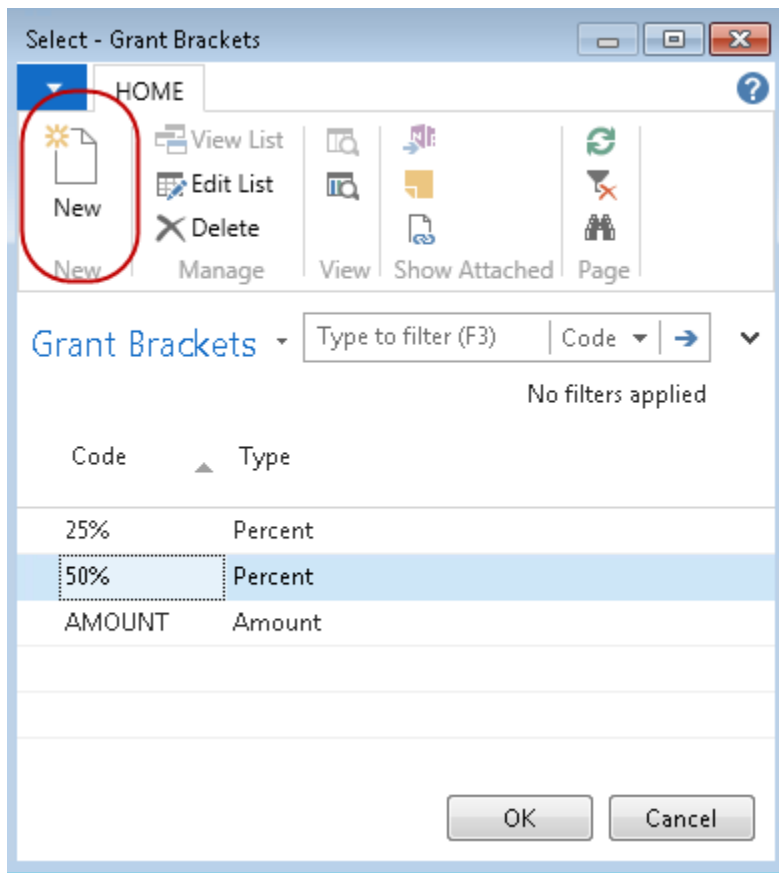 Select - Grant Brackets
HOME
New
View List
Edit List
Delete
New
Manage
View
Show Attached
Page
Grant Brackets
Type to filter (F3)
Code
No filters applied
Code
Type
25%
Percent
50%
Percent
AMOUNT
Amount
OK
Cancel